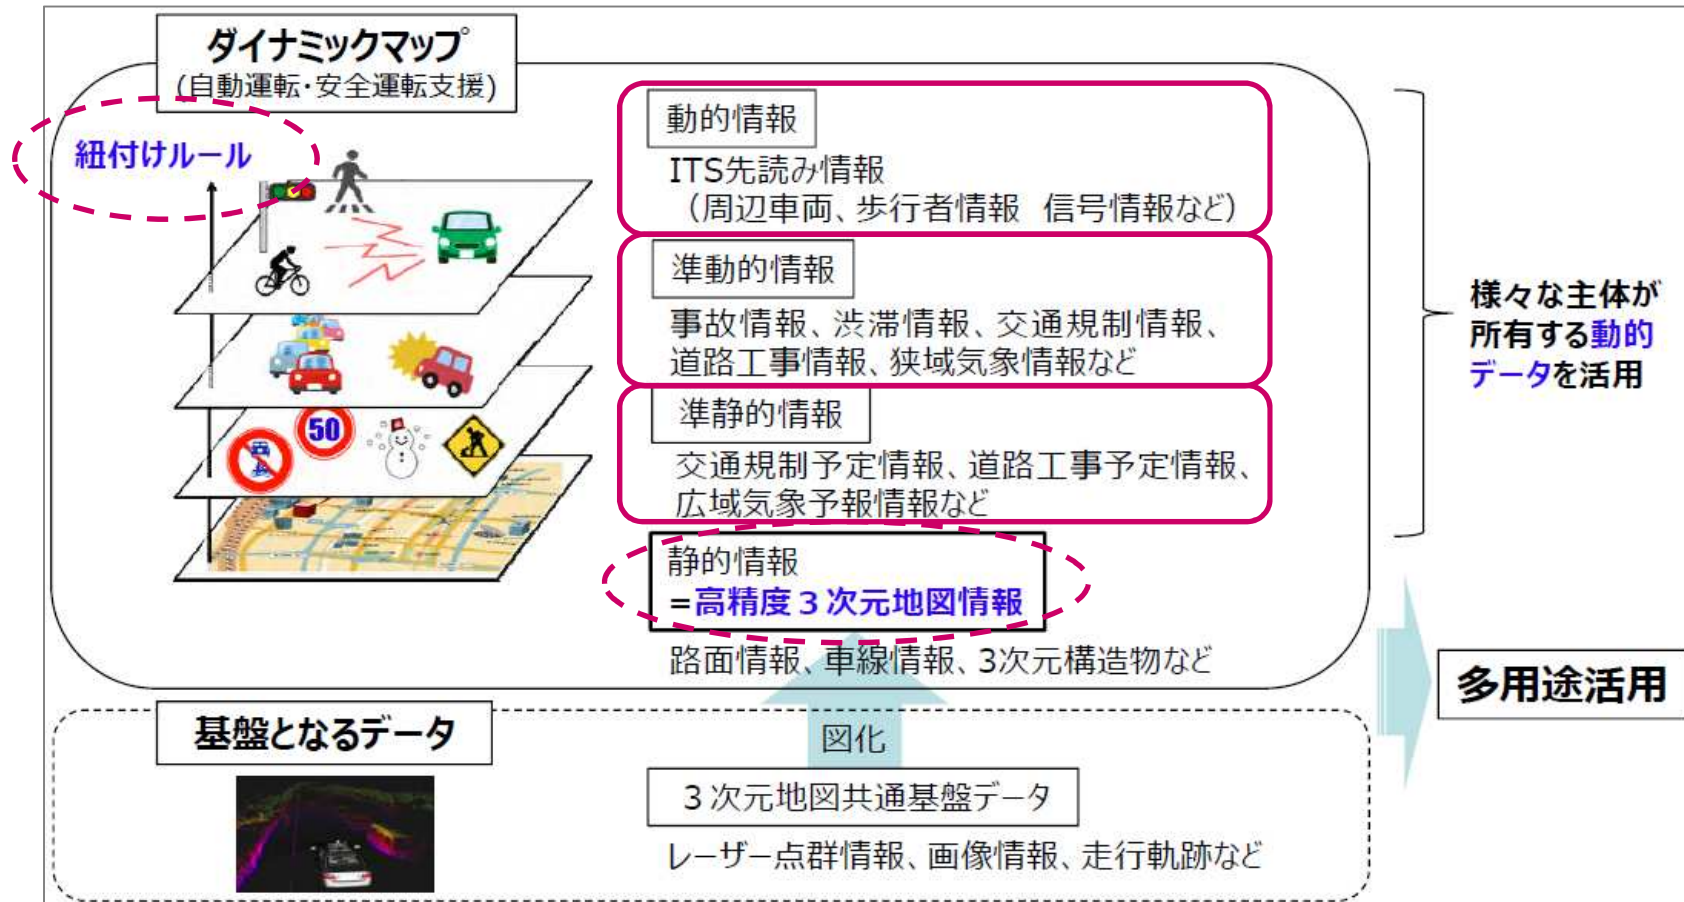 ダイナミックマップ
(自動運転・安全運転支援)
紐付けルール
動的情報
ITS先読み情報
（周辺車両、歩行者情報　信号情報など）
準動的情報
事故情報、渋滞情報、交通規制情報、
道路工事情報、狭域気象情報など
50
準静的情報
交通規制予定情報、道路工事予定情報、
広域気象予報情報など
静的情報
=高精度３次元地図情報
路面情報、車線情報、3次元構造物など
様々な主体が
所有する動的
データを活用
多用途活用
基盤となるデータ
図化
３次元地図共通基盤データ
レーザー点群情報、画像情報、走行軌跡など